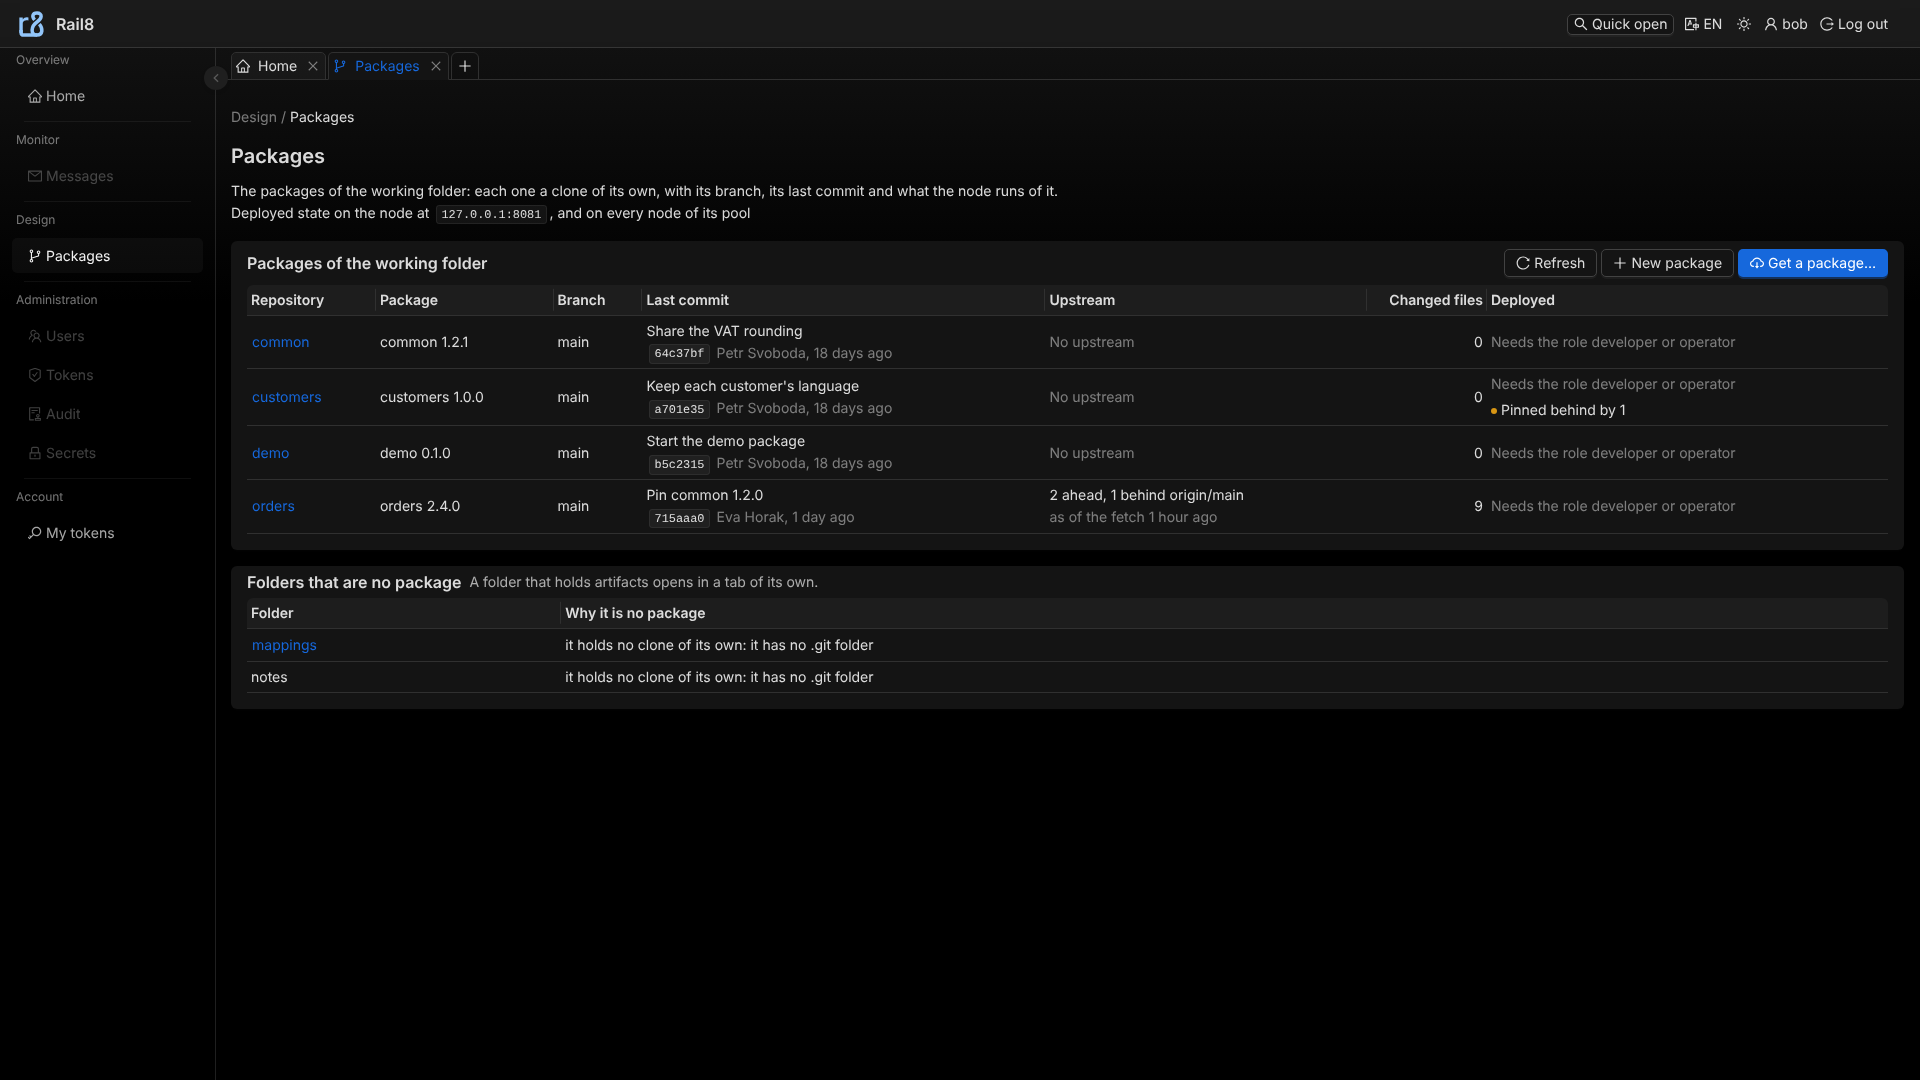 Rail8
Quick open
EN
bob
Log out
Overview
Home
Monitor
Messages
Design
Packages
Administration
Users
Tokens
Audit
Secrets
Account
My tokens
Home
Packages
Design / Packages
Packages
The packages of the working folder: each one a clone of its own, with its branch, its last commit and what the node runs of it.
Deployed state on the node at 127.0.0.1:8081, and on every node of its pool
Packages of the working folder
Refresh
New package
Get a package...
Repository Package Branch Last commit Upstream Changed files Deployed
common common 1.2.1 main Share the VAT rounding No upstream 0 Needs the role developer or operator
64c37bf Petr Svoboda, 18 days ago
customers customers 1.0.0 main Keep each customer's language No upstream 0 Needs the role developer or operator
a701e35 Petr Svoboda, 18 days ago Pinned behind by 1
demo demo 0.1.0 main Start the demo package No upstream 0 Needs the role developer or operator
b5c2315 Petr Svoboda, 18 days ago
orders orders 2.4.0 main Pin common 1.2.0 2 ahead, 1 behind origin/main 9 Needs the role developer or operator
715aaa0 Eva Horak, 1 day ago as of the fetch 1 hour ago
Folders that are no package A folder that holds artifacts opens in a tab of its own.
Folder Why it is no package
mappings it holds no clone of its own: it has no .git folder
notes it holds no clone of its own: it has no .git folder